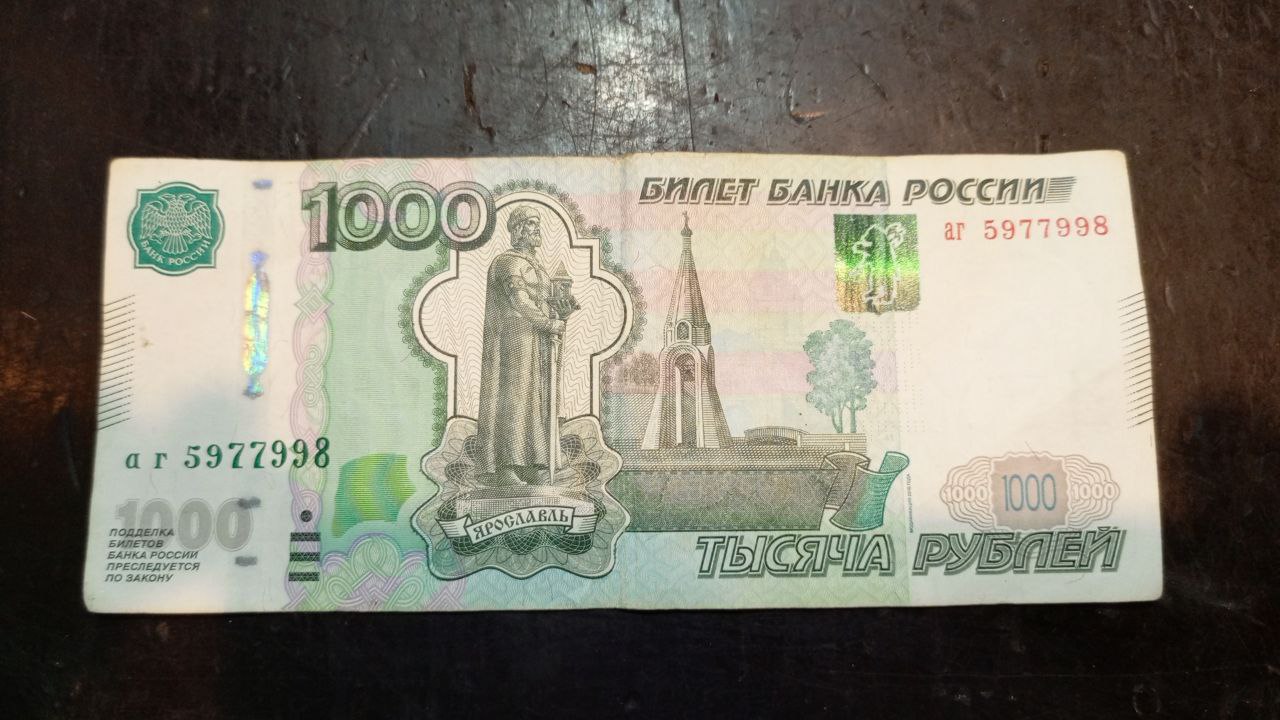 БАНК РОССИИ
1000
БИЛЕТ БАНКА РОССИИ
аг 5977998
аг 5977998
1000
ПОДДЕЛКА
БИЛЕТОВ
БАНКА РОССИИ
ПРЕСЛЕДУЕТСЯ
ПО ЗАКОНУ
ЯРОСЛАВЛЬ
1000 1000 1000
ТЫСЯЧА РУБЛЕЙ